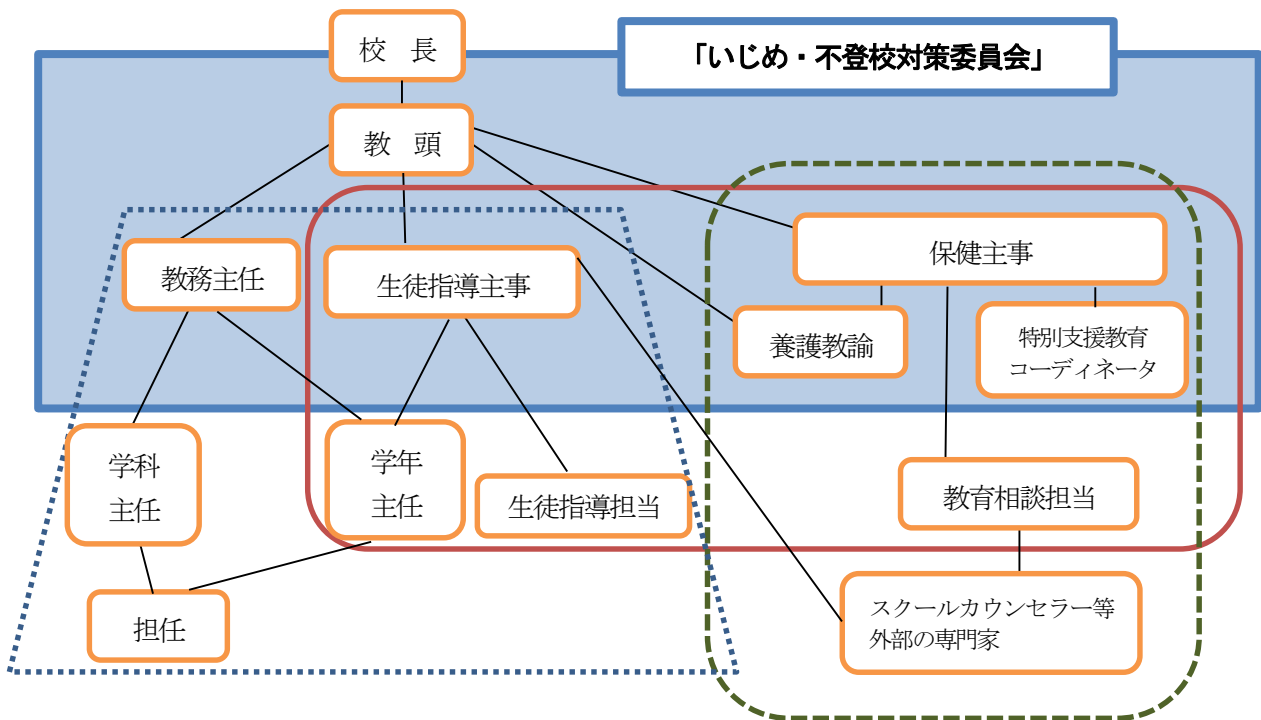 校　長
「いじめ・不登校対策委員会」
教　頭
教務主任
生徒指導主事
保健主事
養護教諭
特別支援教育
コーディネータ
学科
主任
学年
主任
生徒指導担当
教育相談担当
担任
スクールカウンセラー等
外部の専門家